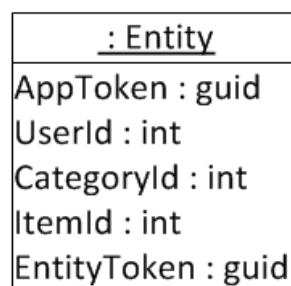 : Entity
AppToken : guid
UserId : int
CategoryId : int
ItemId : int
EntityToken : guid